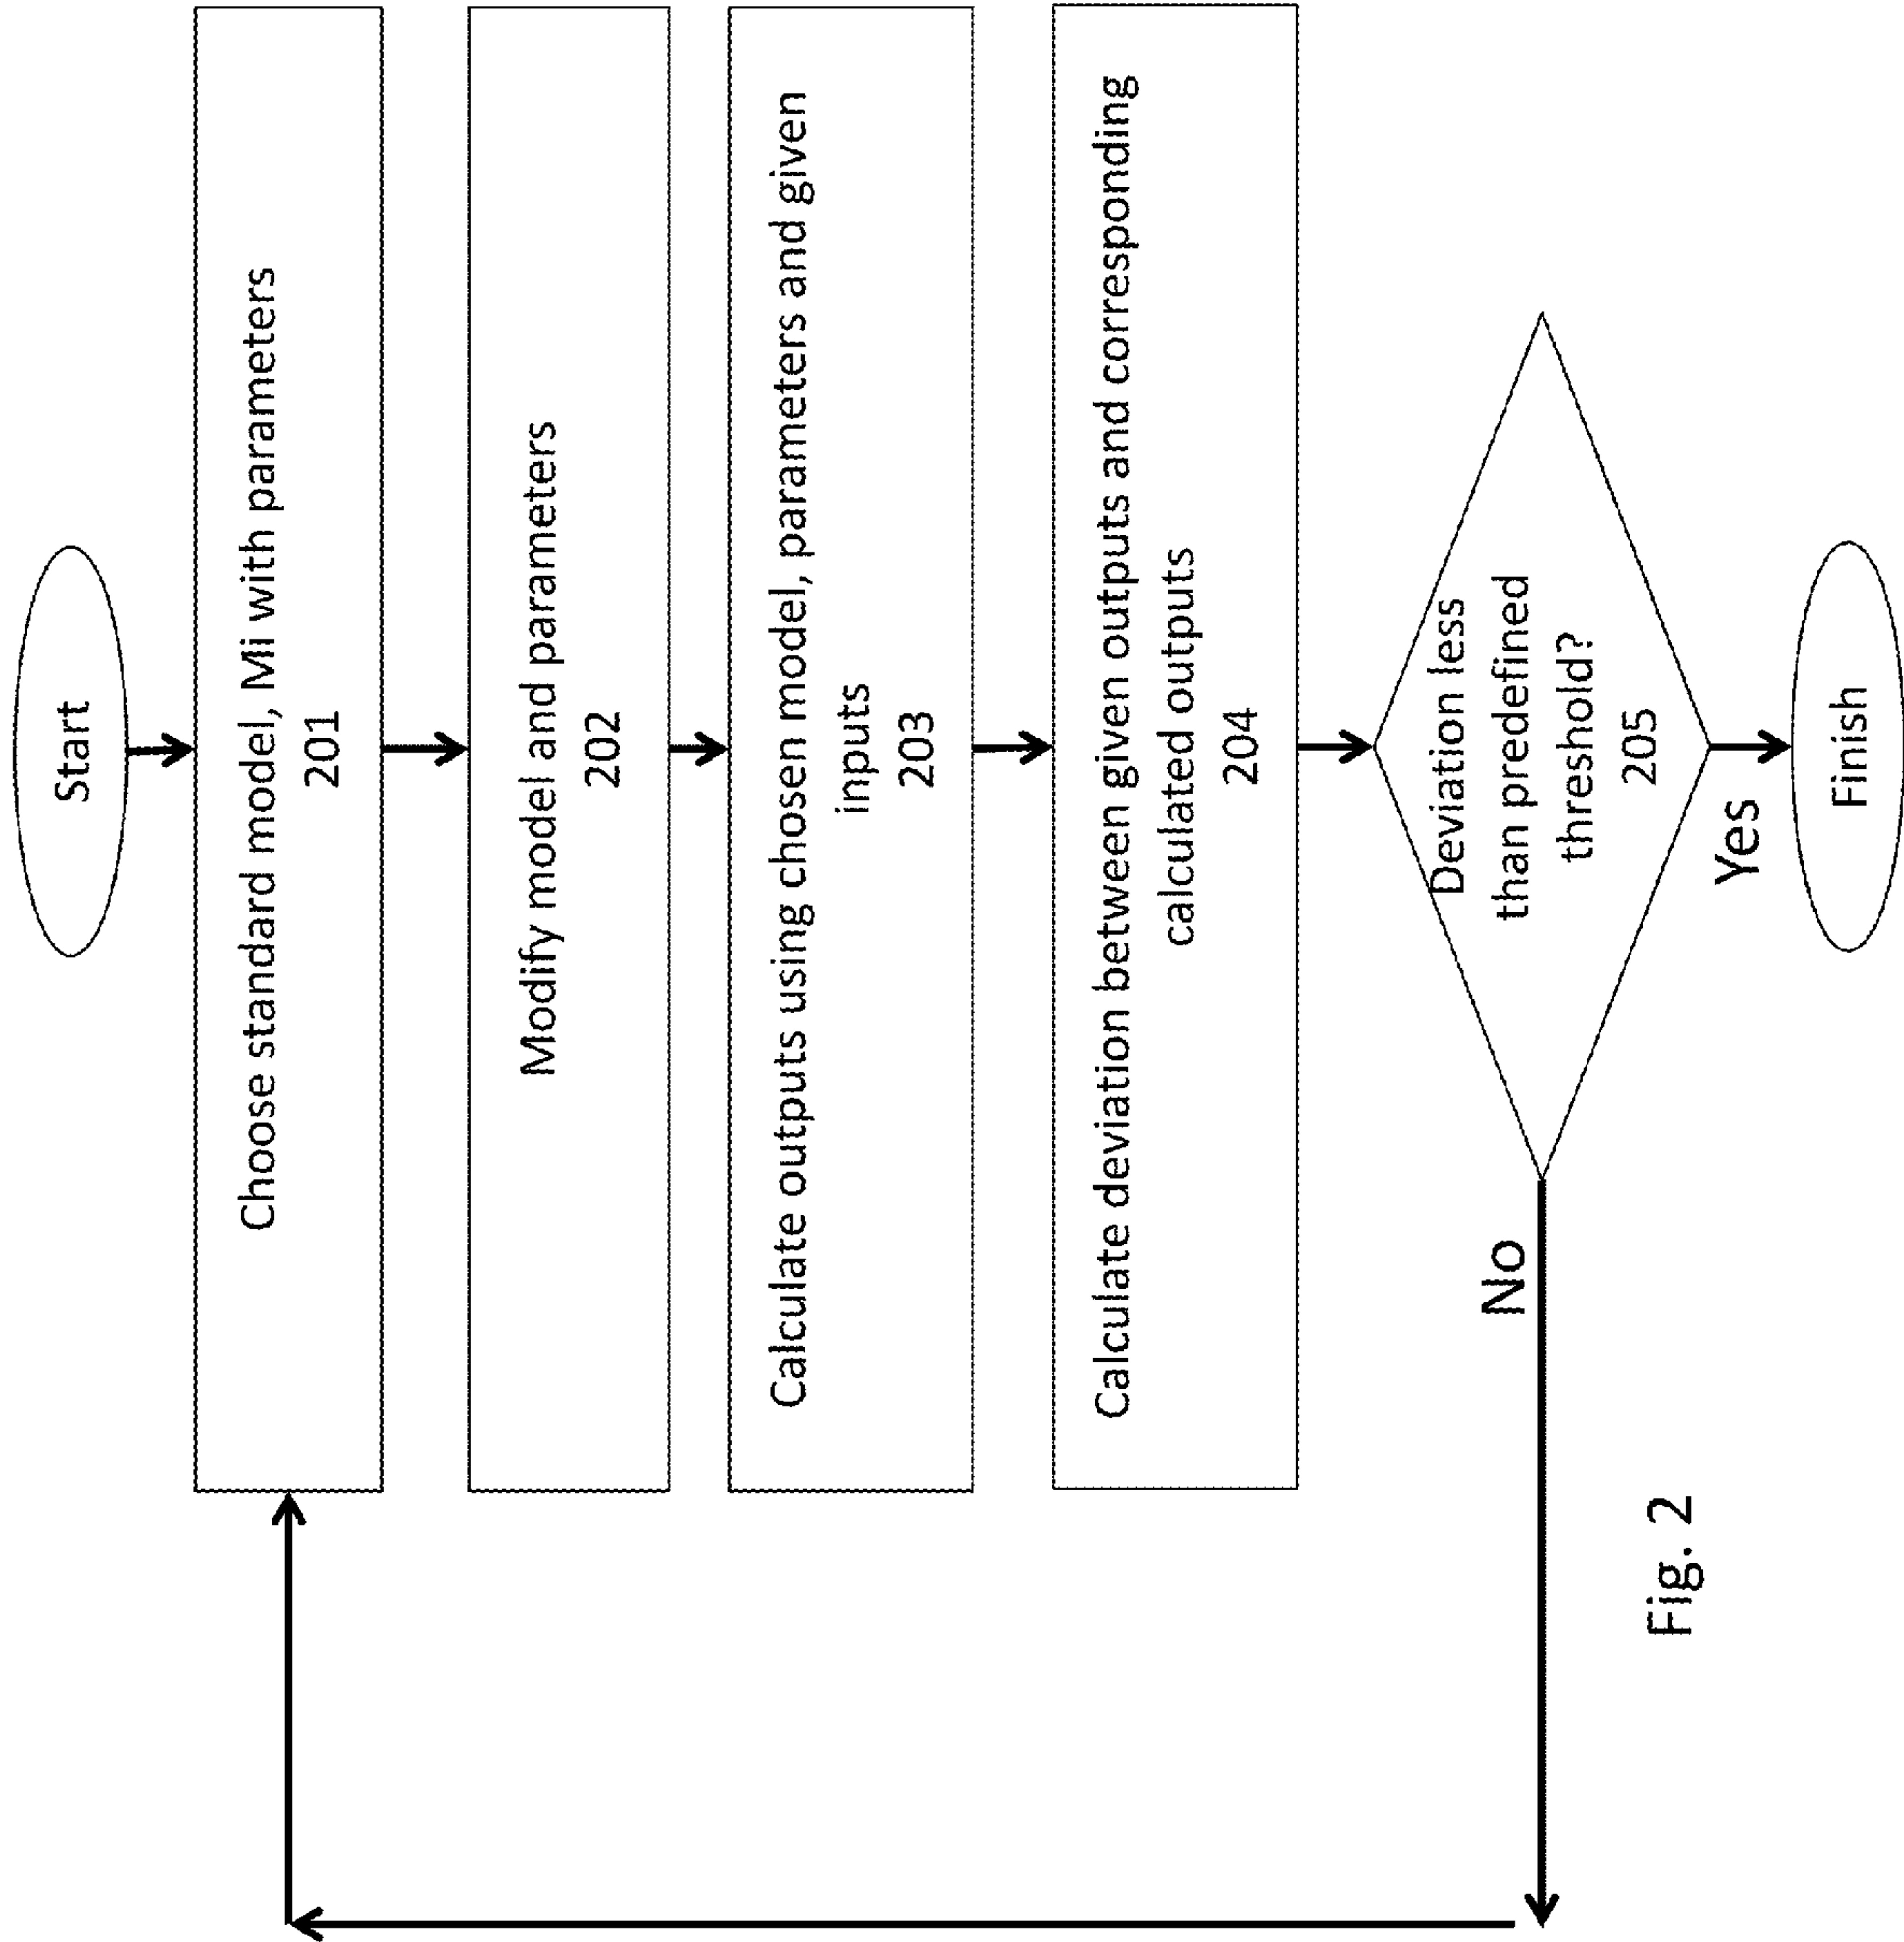 Start
Choose standard model, Mi with parameters
201
Modify model and parameters
202
Calculate outputs using chosen model, parameters and given
inputs
203
Calculate deviation between given outputs and corresponding
calculated outputs
204
Deviation less
than predefined
threshold?
205
No
Yes
Finish
Fig. 2